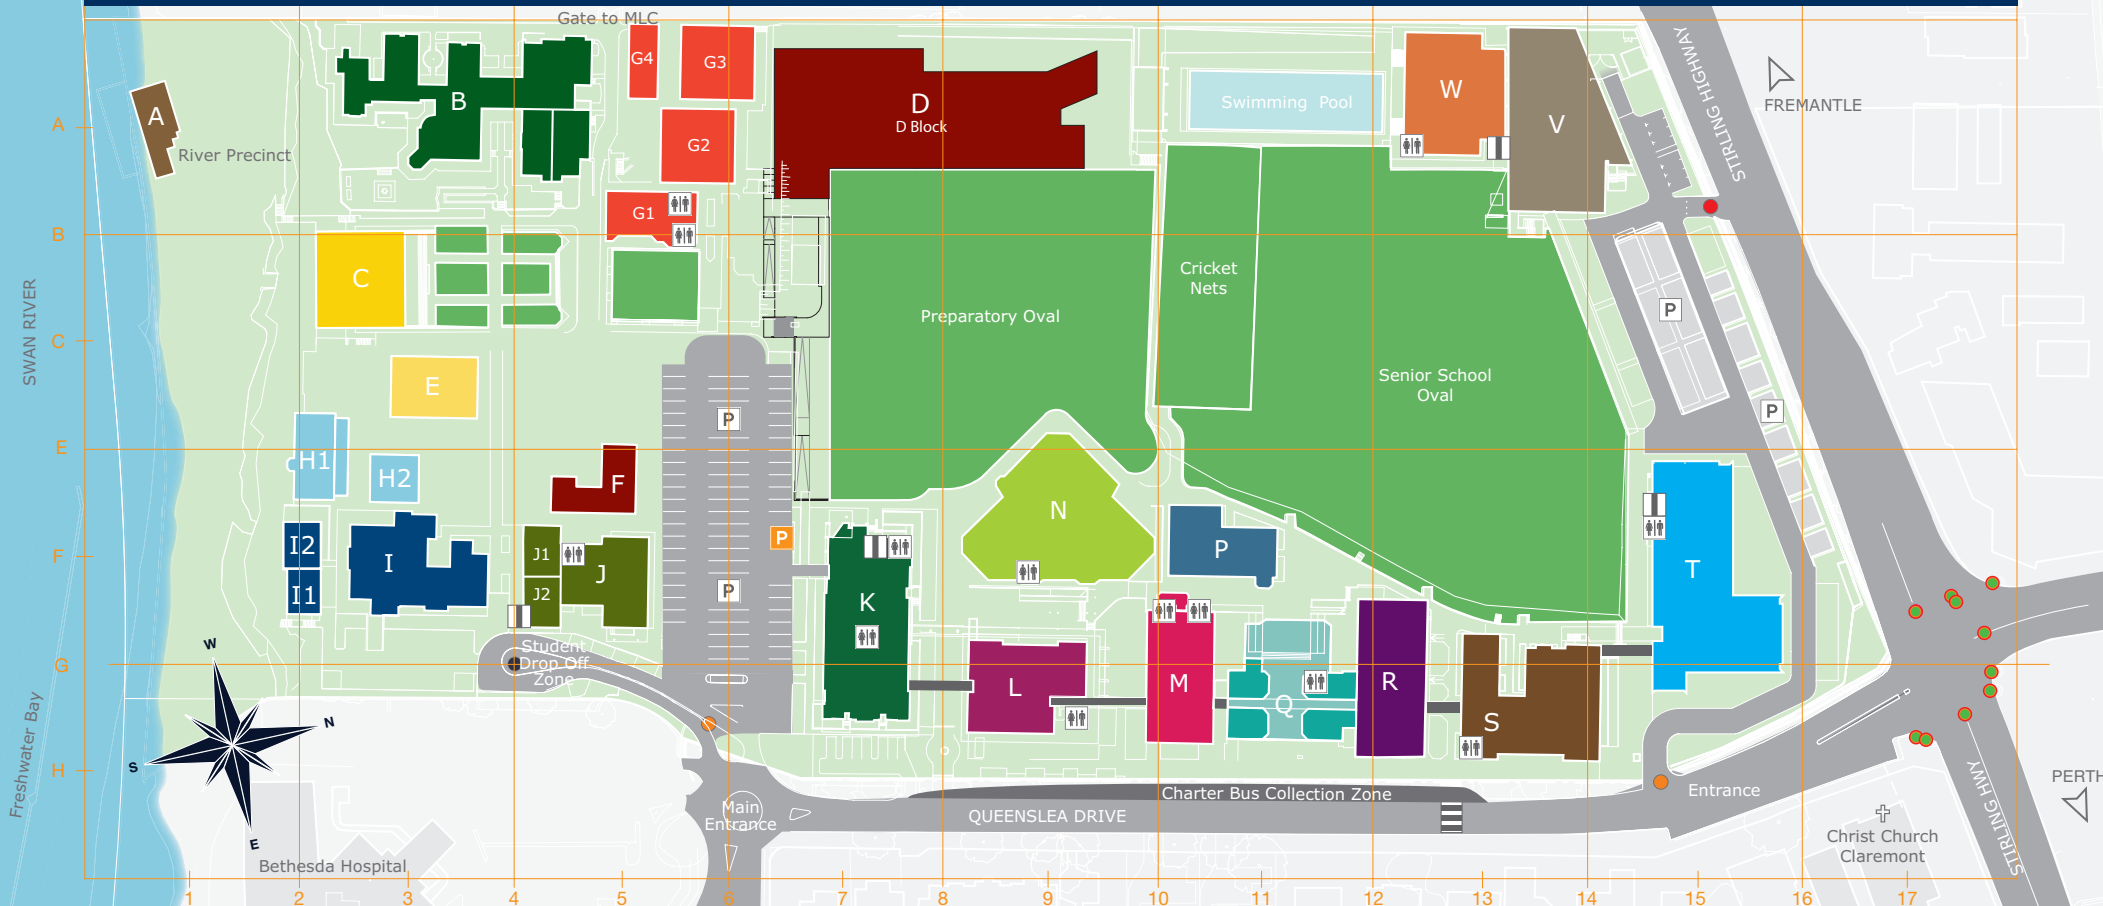 Gate to MLC
STIRLING HIGHWAY
FREMANTLE
G4
G3
B
A
D
D Block
Swimming Pool
W
V
A
River Precinct
G2
G1
B
C
Cricket
Nets
SWAN RIVER
Preparatory Oval
P
C
Senior School
Oval
E
P
P
E
H1
H2
F
N
I2
I
J1
J
P
P
T
I1
J2
P
K
W
Student
Drop Off
Zone
G
L
M
Q
R
S
N
S
E
Freshwater Bay
H
PERTH
Charter Bus Collection Zone
Entrance
Main
Entrance
QUEENSLEA DRIVE
STIRLING HWY
Christ Church
Claremont
Bethesda Hospital
F
1
2
3
4
5
6
7
8
9
10
11
12
13
14
15
16
17